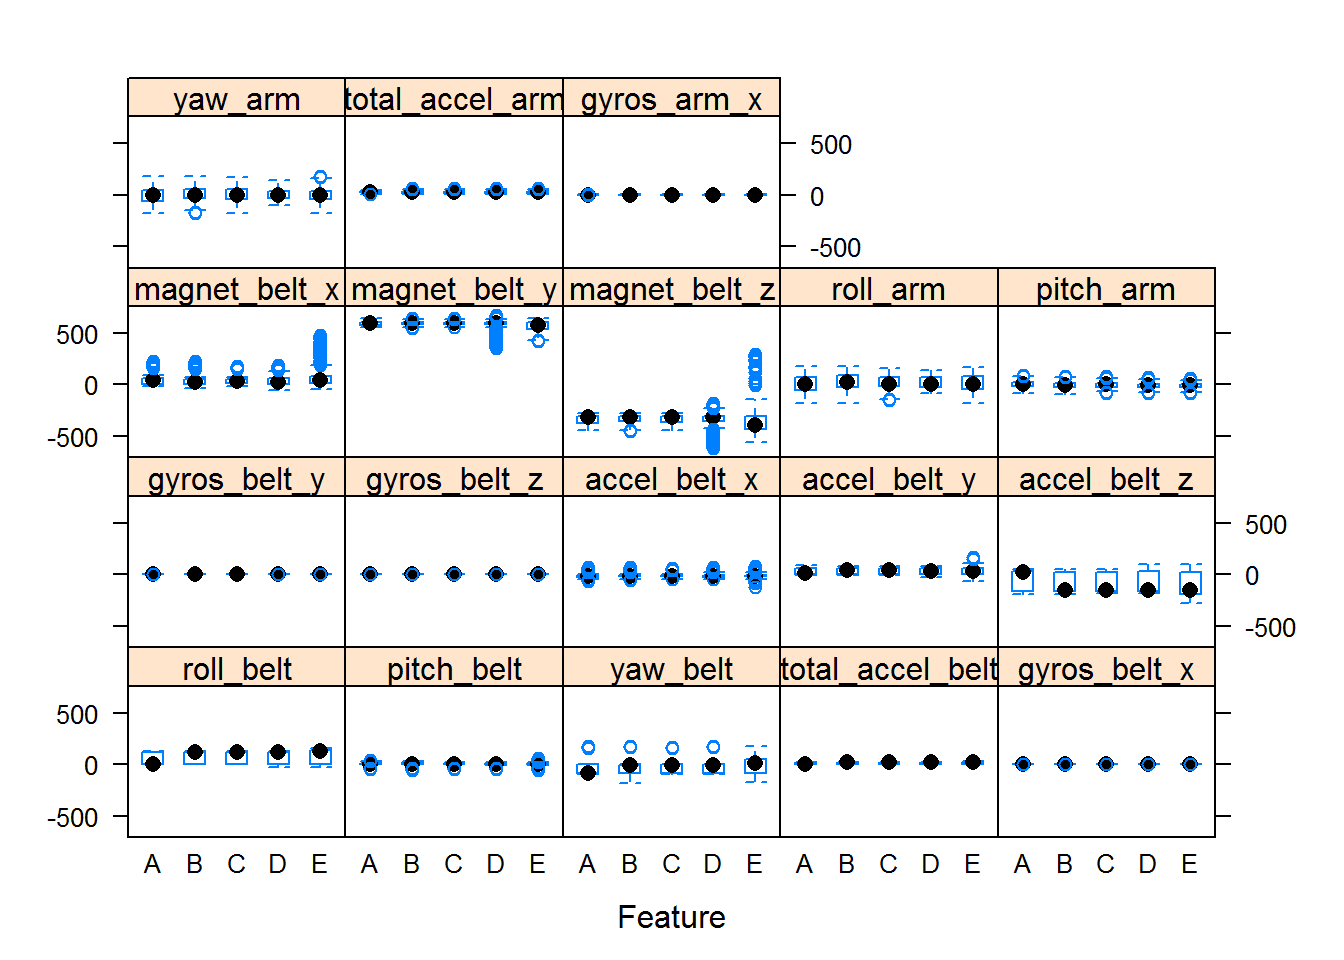 yaw_arm total_accel_arm gyros_arm_x
500
0
-500
magnet_belt_x magnet_belt_y magnet_belt_z roll_arm pitch_arm
500
0
-500
gyros_belt_y gyros_belt_z accel_belt_x accel_belt_y accel_belt_z
500
0
-500
roll_belt pitch_belt yaw_belt total_accel_belt gyros_belt_x
500
0
-500
A B C D E A B C D E A B C D E A B C D E A B C D E
Feature